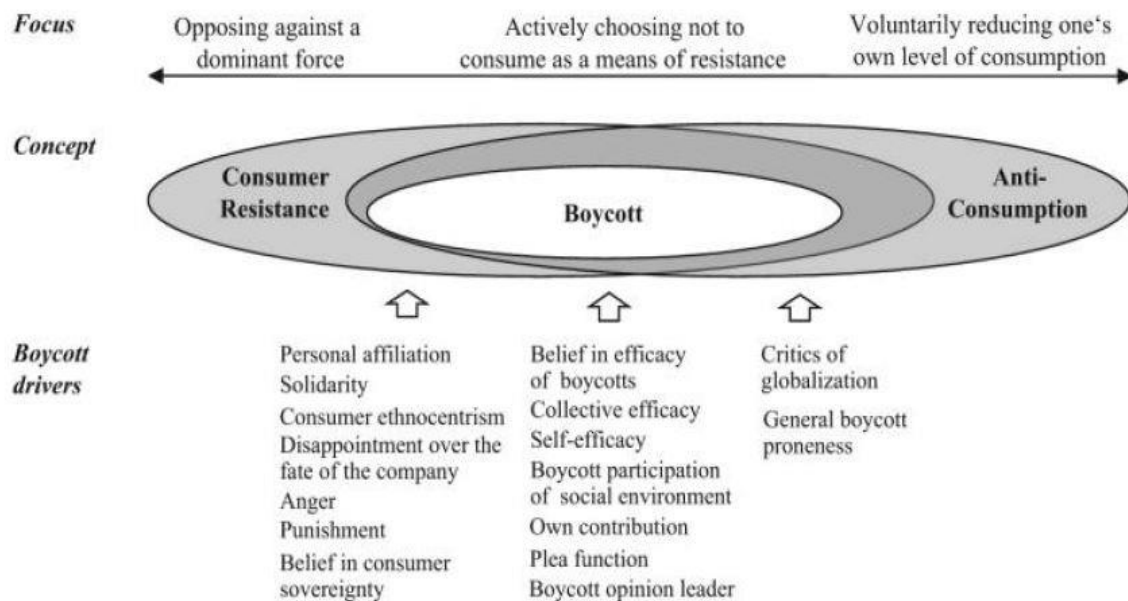 Focus
Opposing against a
dominant force
Actively choosing not to
consume as a means of resistance
Voluntarily reducing one‘s
own level of consumption
Concept
Consumer
Resistance
Boycott
Anti-
Consumption
Boycott
drivers
Personal affiliation
Solidarity
Consumer ethnocentrism
Disappointment over the
fate of the company
Anger
Punishment
Belief in consumer
sovereignty
Belief in efficacy
of boycotts
Collective efficacy
Self-efficacy
Boycott participation
of social environment
Own contribution
Plea function
Boycott opinion leader
Critics of
globalization
General boycott
proneness